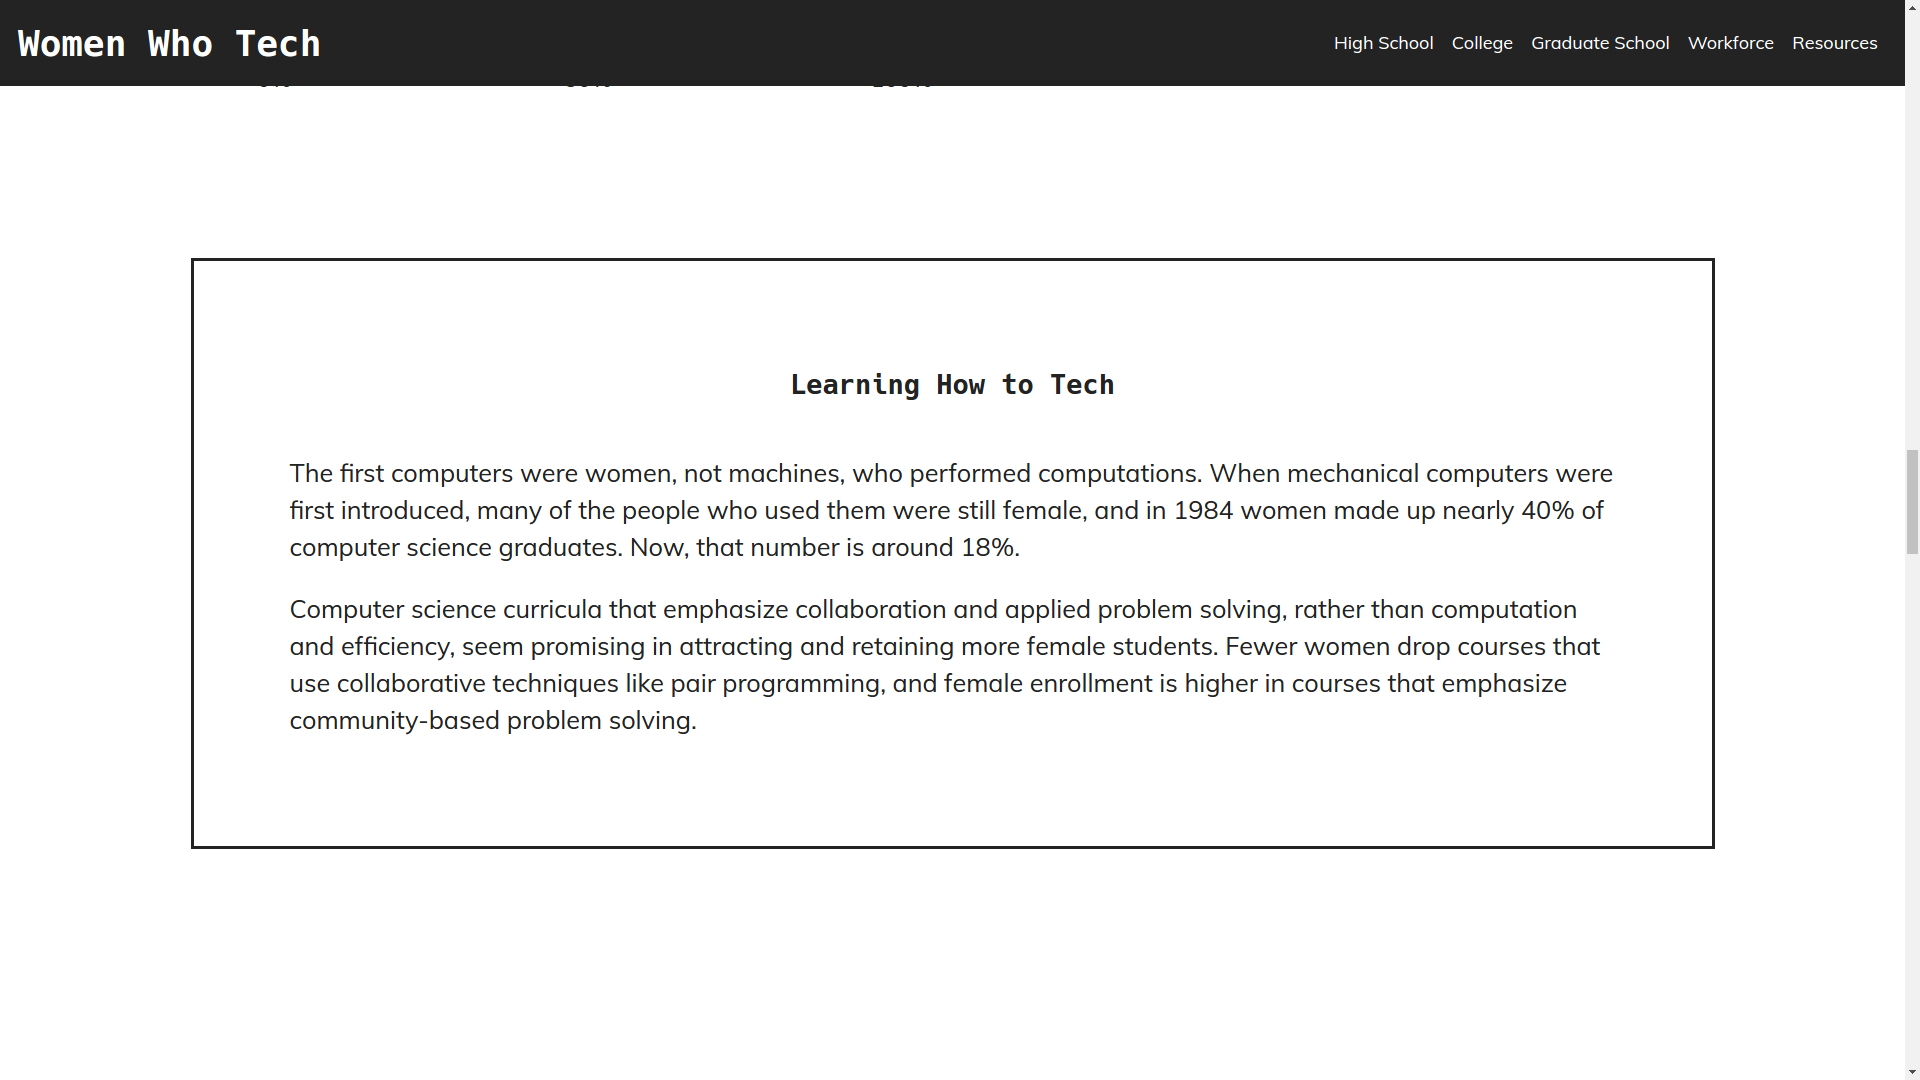 Women Who Tech
High School College Graduate School Workforce Resources
Learning How to Tech
The first computers were women, not machines, who performed computations. When mechanical computers were
first introduced, many of the people who used them were still female, and in 1984 women made up nearly 40% of
computer science graduates. Now, that number is around 18%.
Computer science curricula that emphasize collaboration and applied problem solving, rather than computation
and efficiency, seem promising in attracting and retaining more female students. Fewer women drop courses that
use collaborative techniques like pair programming, and female enrollment is higher in courses that emphasize
community-based problem solving.